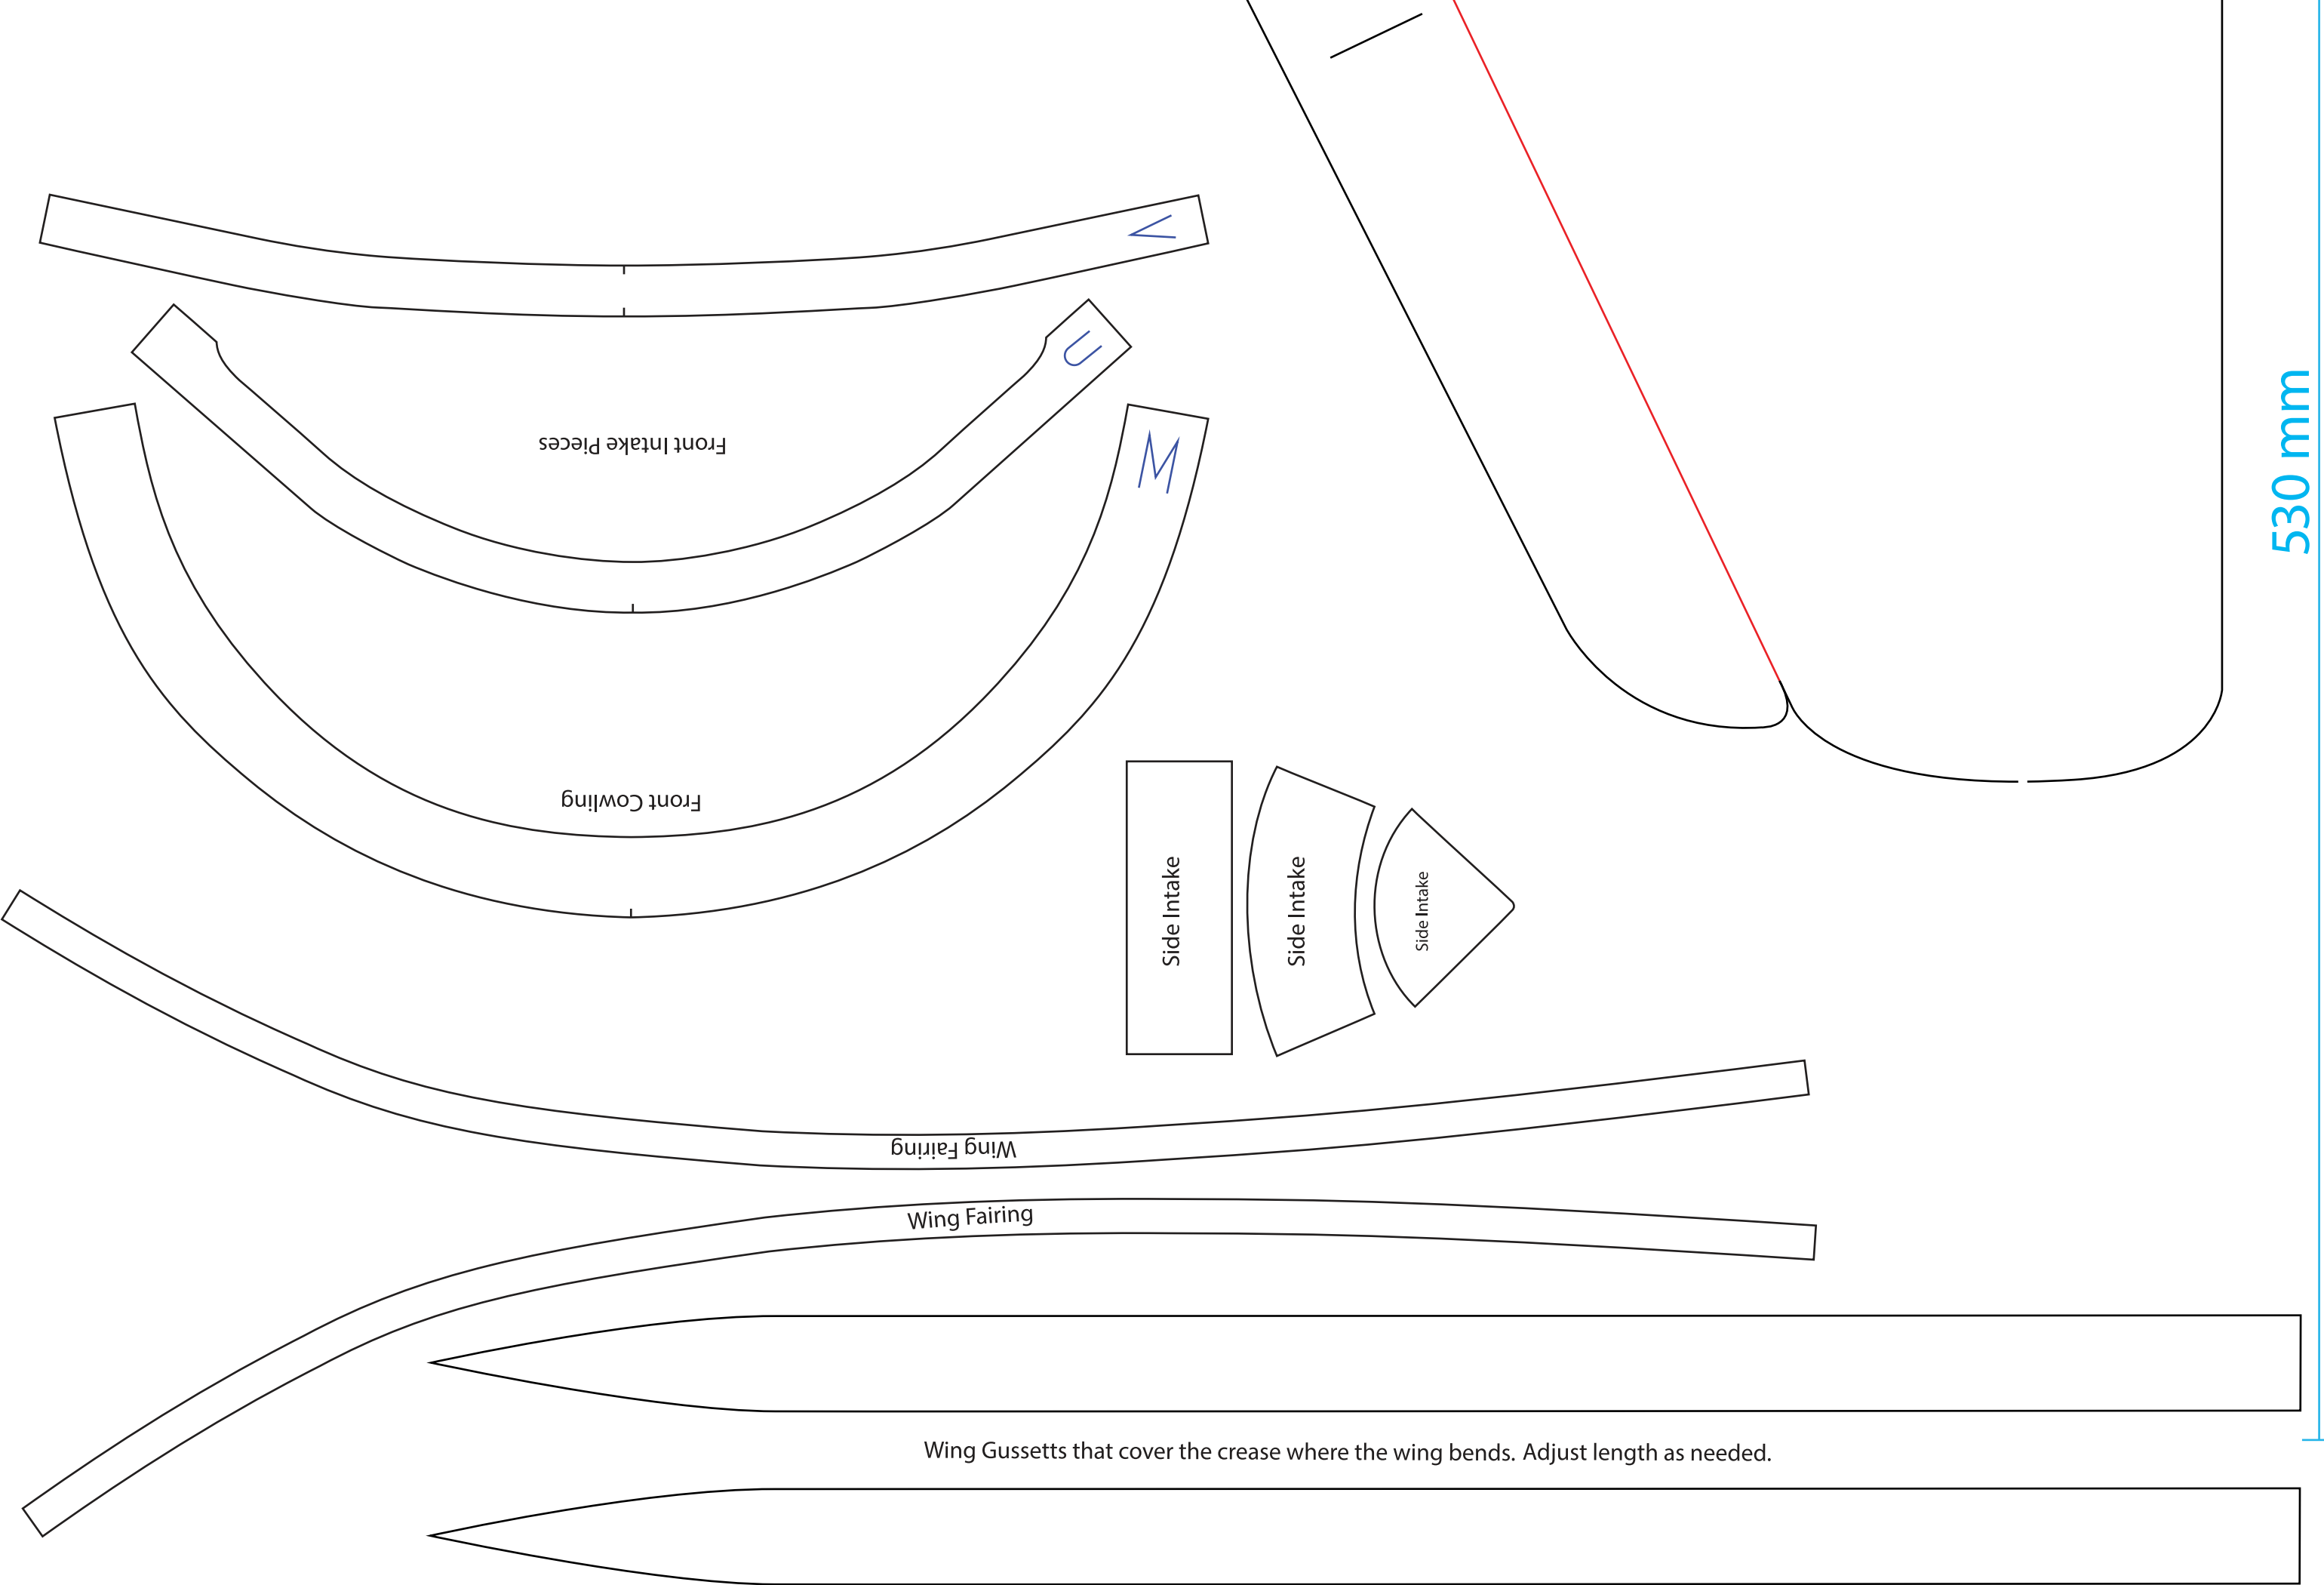 V
U
Front Intake Pieces
M
530 mm
Front Cowling
Side Intake
Side Intake
Side Intake
Wing Fairing
Wing Fairing
Wing Gussetts that cover the crease where the wing bends. Adjust length as needed.